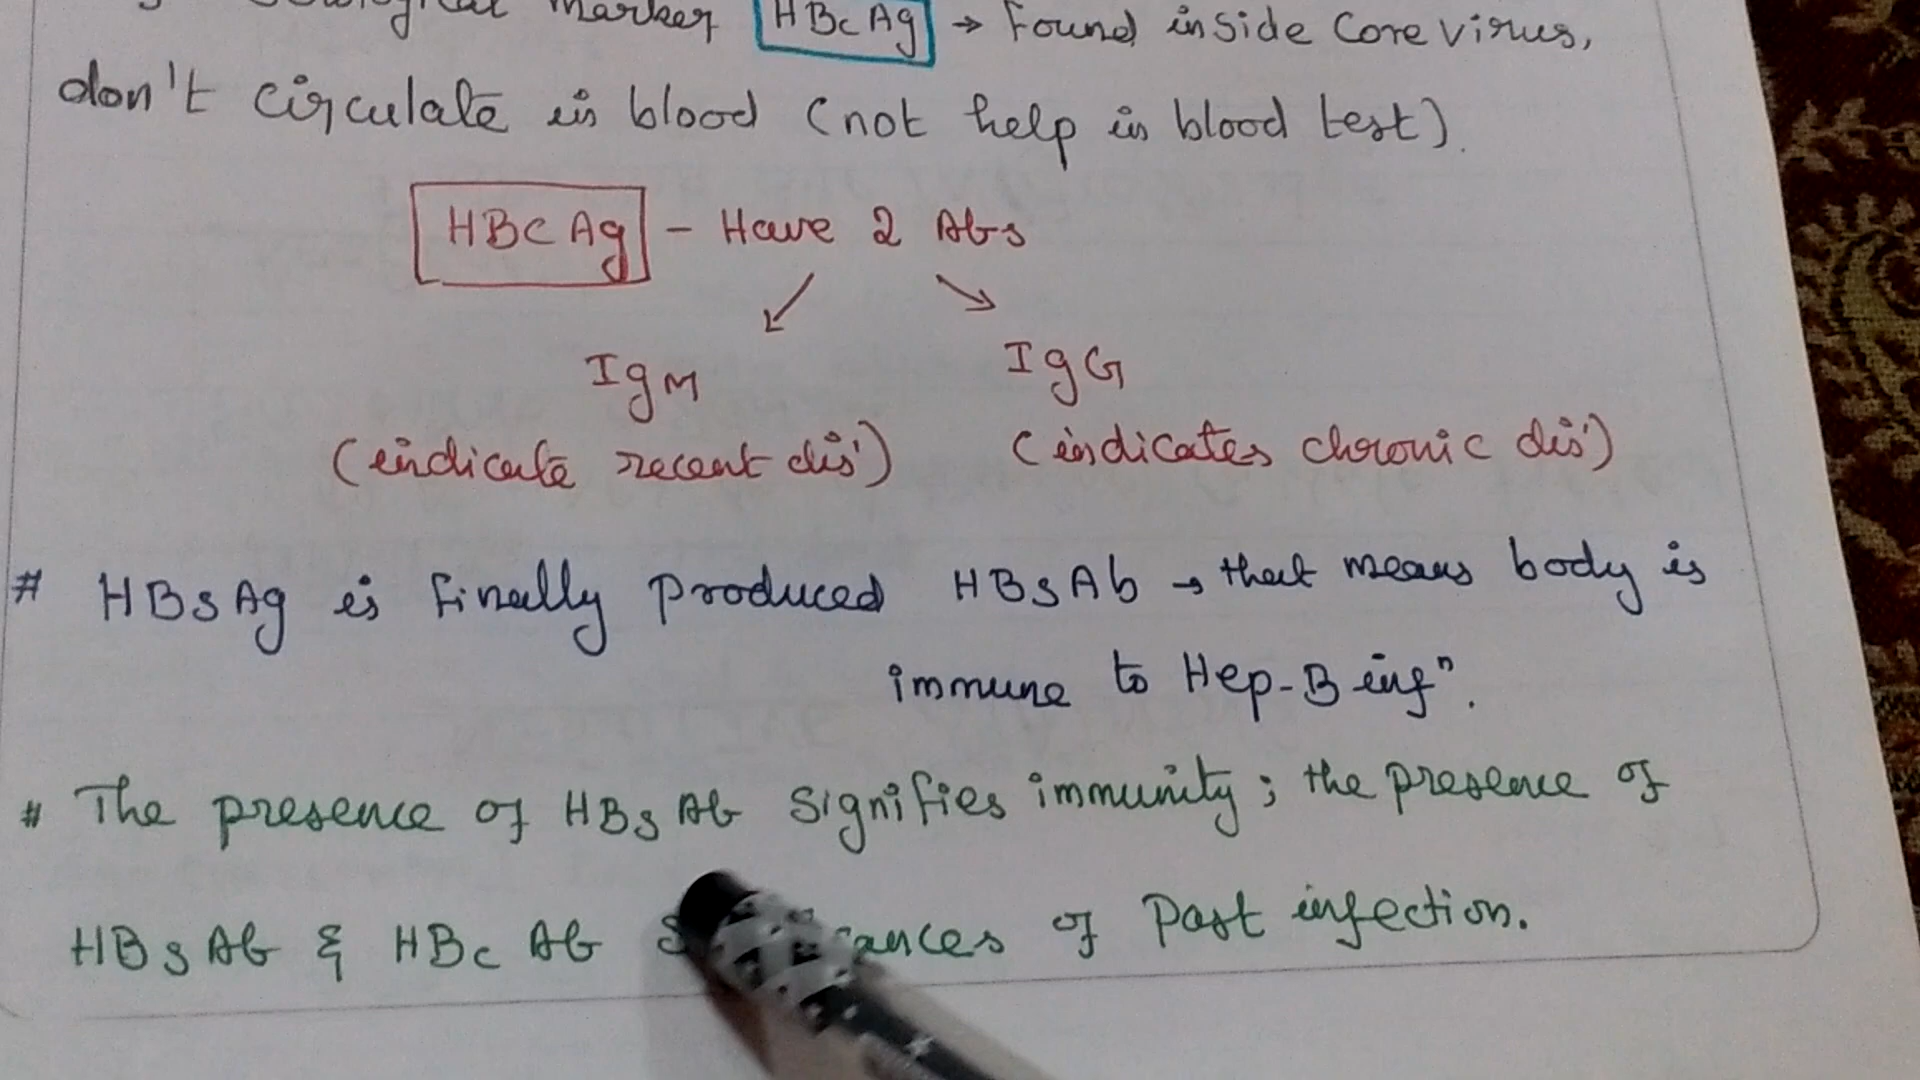 marker HBcAg → Found inside Core virus,
don't circulate in blood (not help in blood test).
HBcAg - Have 2 Abs
IgM IgG
(indicate recent dis') (indicates chronic dis')
# HBsAg is finally produced HBsAb → that means body is
immune to Hep-B infⁿ.
# The presence of HBsAb signifies immunity; the presence of
HBsAb & HBcAb of Past infection.